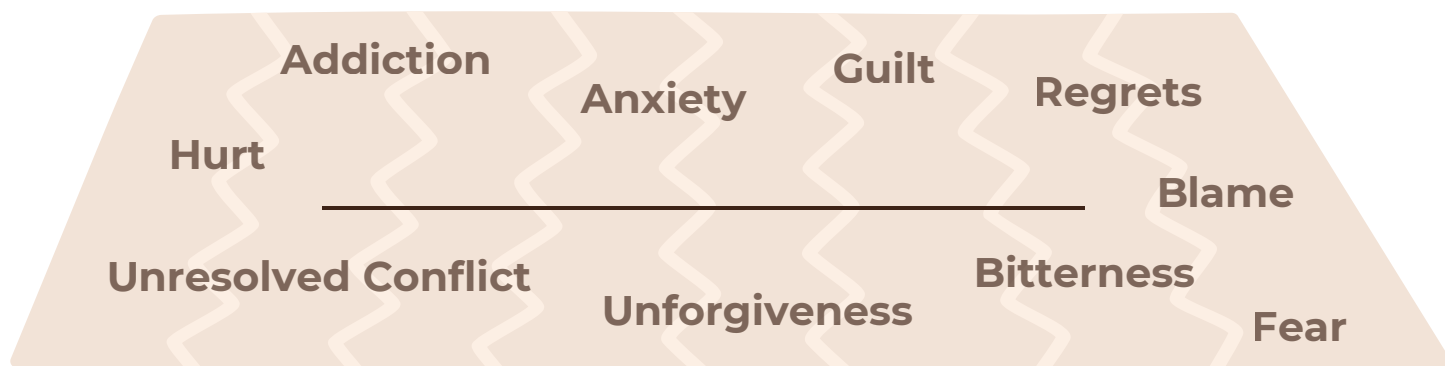 Addiction
Guilt
Anxiety
Regrets
Hurt
Blame
Unresolved Conflict
Bitterness
Unforgiveness
Fear